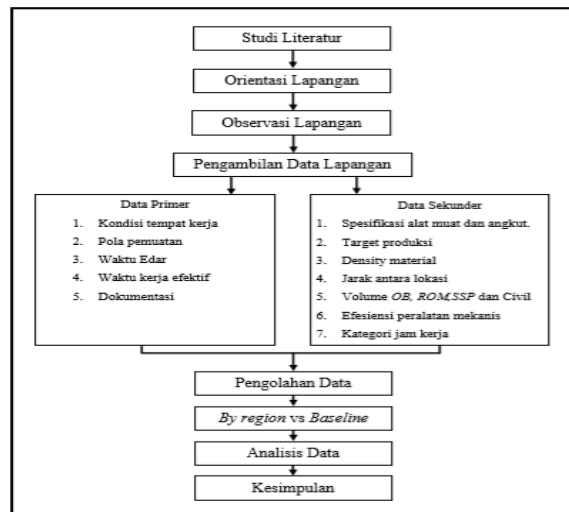 Studi Literatur
Orientasi Lapangan
Observasi Lapangan
Pengambilan Data Lapangan
Data Primer
1. Kondisi tempat kerja
2. Pola pemuatan
3. Waktu Edar
4. Waktu kerja efektif
5. Dokumentasi
Data Sekunder
1. Spesifikasi alat muat dan angkut.
2. Target produksi
3. Density material
4. Jarak antara lokasi
5. Volume OB, ROM,SSP dan Civil
6. Efesiensi peralatan mekanis
7. Kategori jam kerja
Pengolahan Data
By region vs Baseline
Analisis Data
Kesimpulan